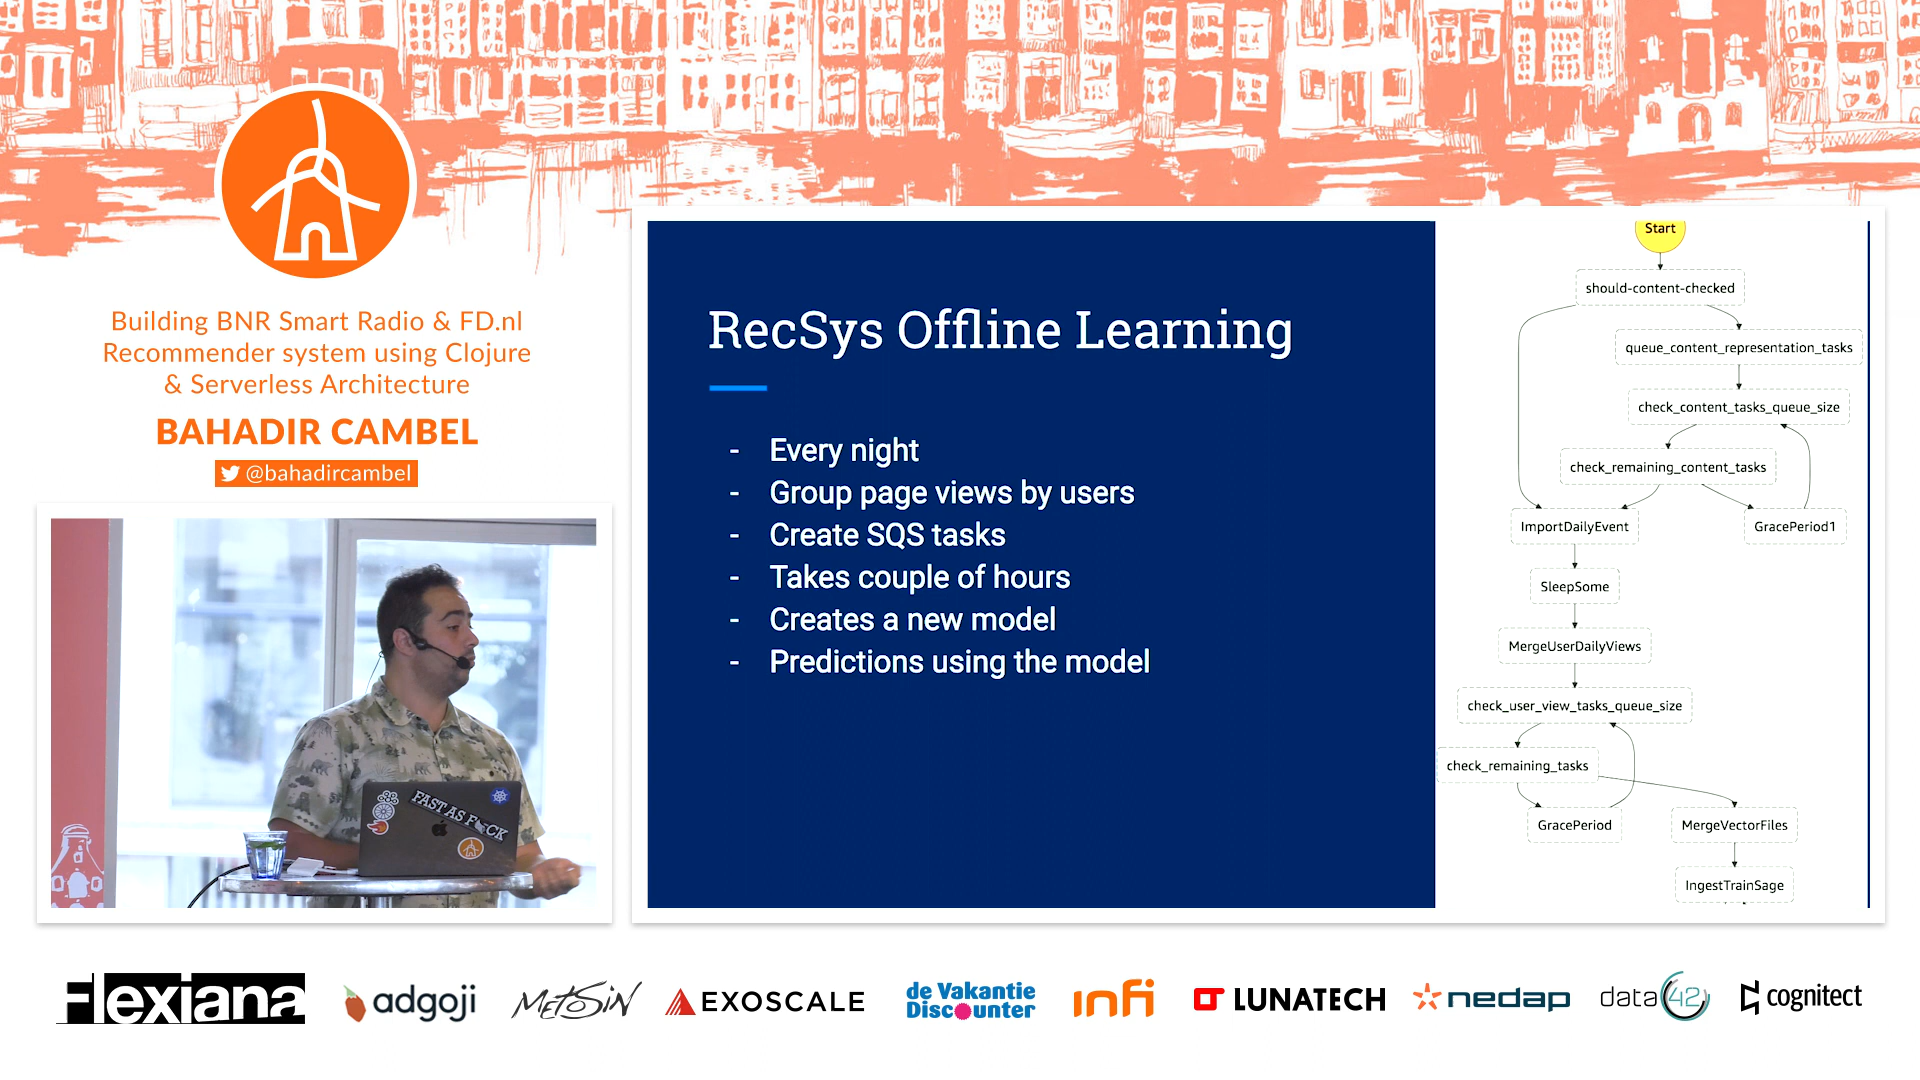 Building BNR Smart Radio & FD.nl
Recommender system using Clojure
& Serverless Architecture
BAHADIR CAMBEL
@bahadircambel
FAST AS F CK
RecSys Offline Learning
- Every night
- Group page views by users
- Create SQS tasks
- Takes couple of hours
- Creates a new model
- Predictions using the model
Start
should-content-checked
queue_content_representation_tasks
check_content_tasks_queue_size
check_remaining_content_tasks
ImportDailyEvent
GracePeriod1
SleepSome
MergeUserDailyViews
check_user_view_tasks_queue_size
check_remaining_tasks
GracePeriod
MergeVectorFiles
IngestTrainSage
Flexiana
adgoji
METOSIN
EXOSCALE
de Vakantie
Discounter
infi
LUNATECH
nedap
data 42
cognitect